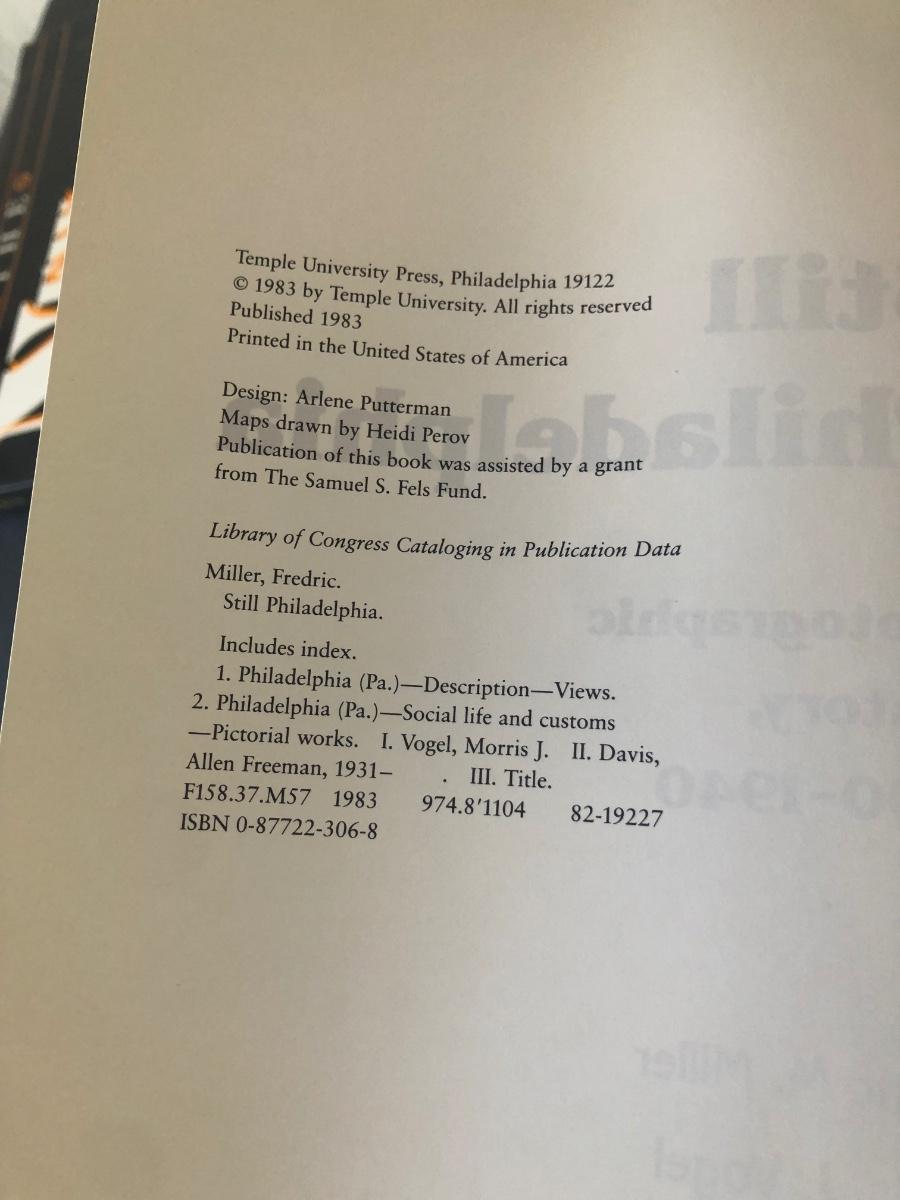 Temple University Press, Philadelphia 19122
© 1983 by Temple University. All rights reserved
Published 1983
Printed in the United States of America
Design: Arlene Putterman
Maps drawn by Heidi Perov
Publication of this book was assisted by a grant
from The Samuel S. Fels Fund.
Library of Congress Cataloging in Publication Data
Miller, Fredric.
Still Philadelphia.
Includes index.
1. Philadelphia (Pa.)—Description—Views.
2. Philadelphia (Pa.)—Social life and customs
—Pictorial works. I. Vogel, Morris J. II. Davis,
Allen Freeman, 1931– . III. Title.
F158.37.M57 1983 974.8'1104 82-19227
ISBN 0-87722-306-8